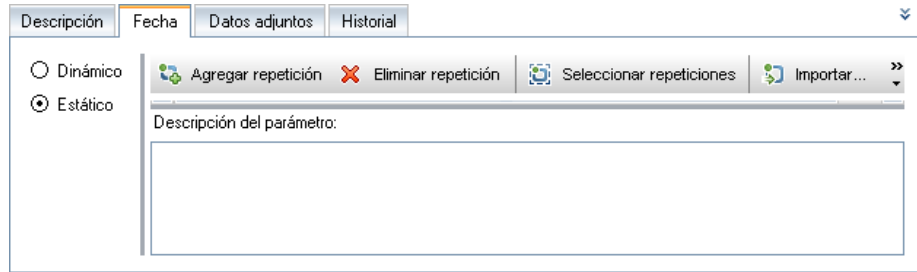 Descripción Fecha Datos adjuntos Historial
Dinámico Agregar repetición Eliminar repetición Seleccionar repeticiones Importar...
Estático
Descripción del parámetro: